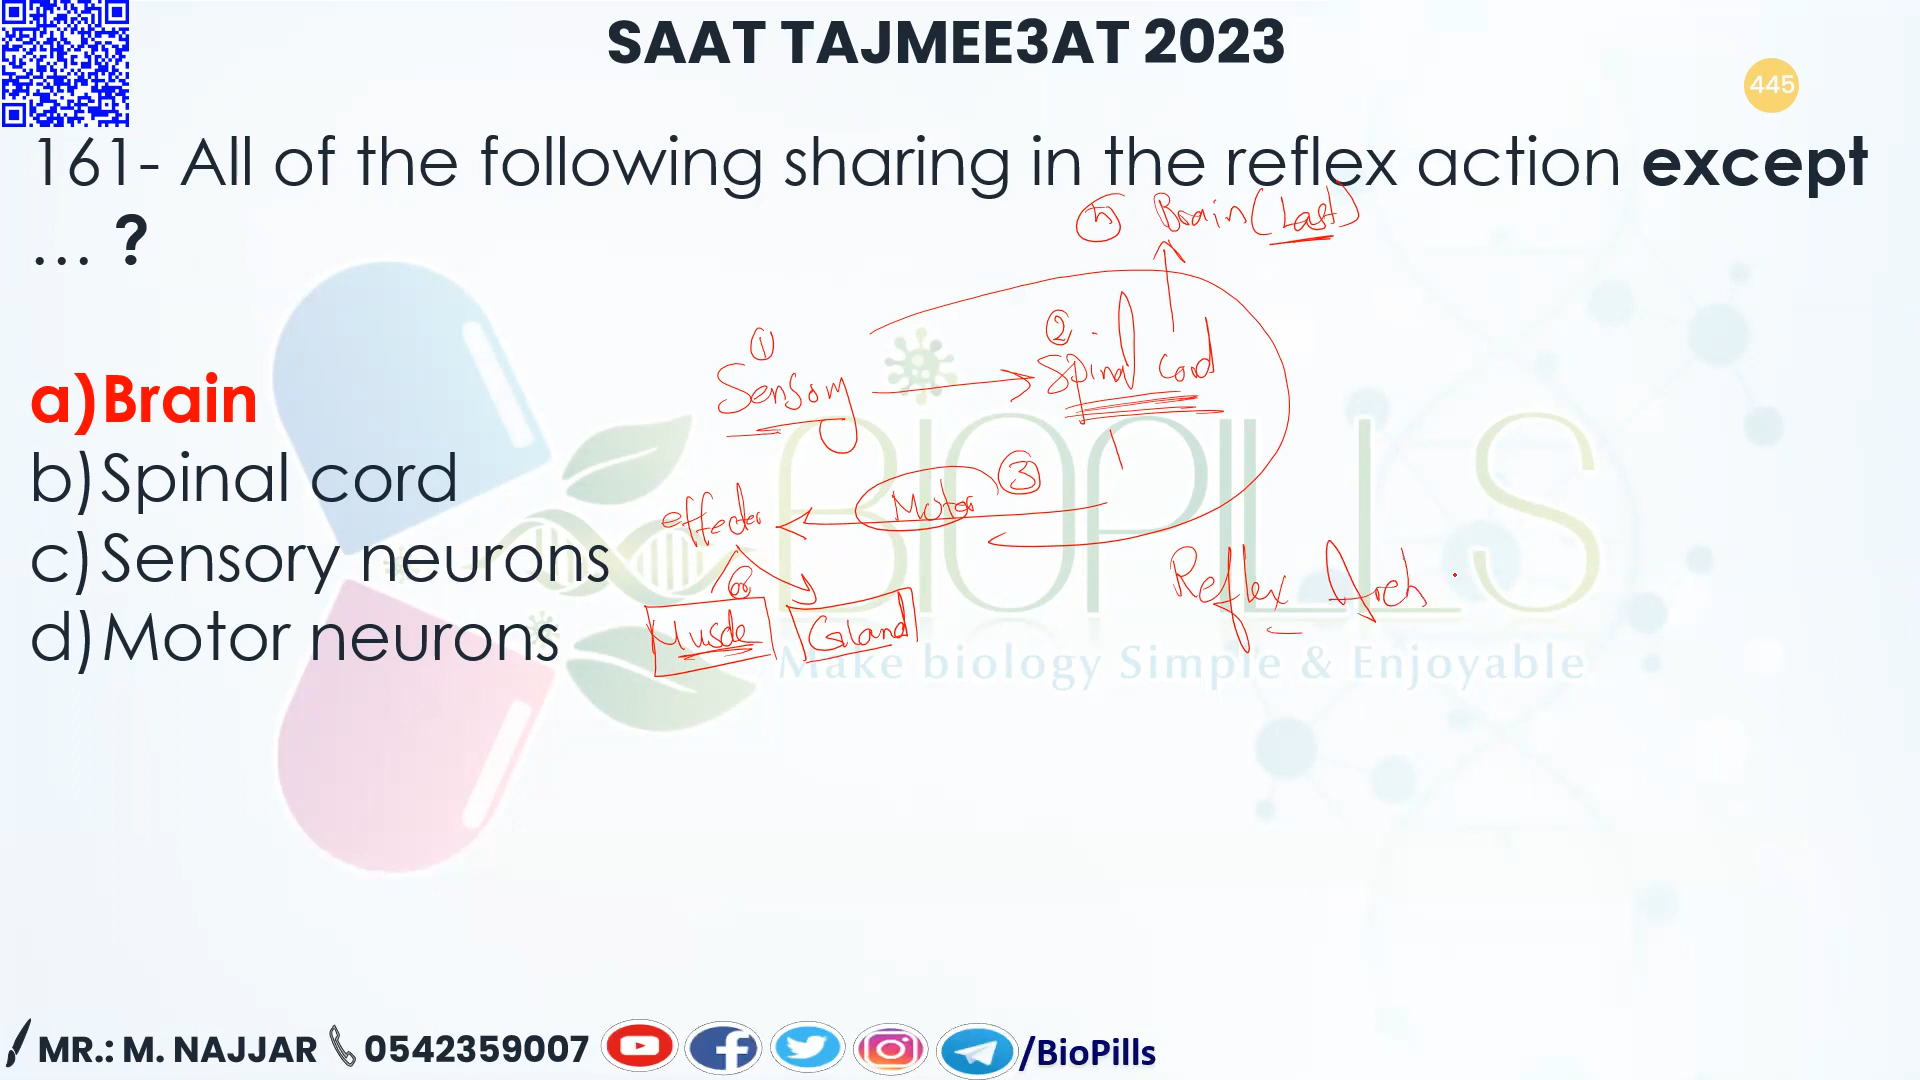 SAAT TAJMEE3AT 2023
445
161- All of the following sharing in the reflex action except
... ?
Brain (Last)
① ②
Sensory Spinal cord
a) Brain
b) Spinal cord
③
effector Motor
c) Sensory neurons
or
Reflex Arch
d) Motor neurons
Muscle Gland
BIOPILLS
Make biology Simple & Enjoyable
MR.: M. NAJJAR 0542359007 /BioPills